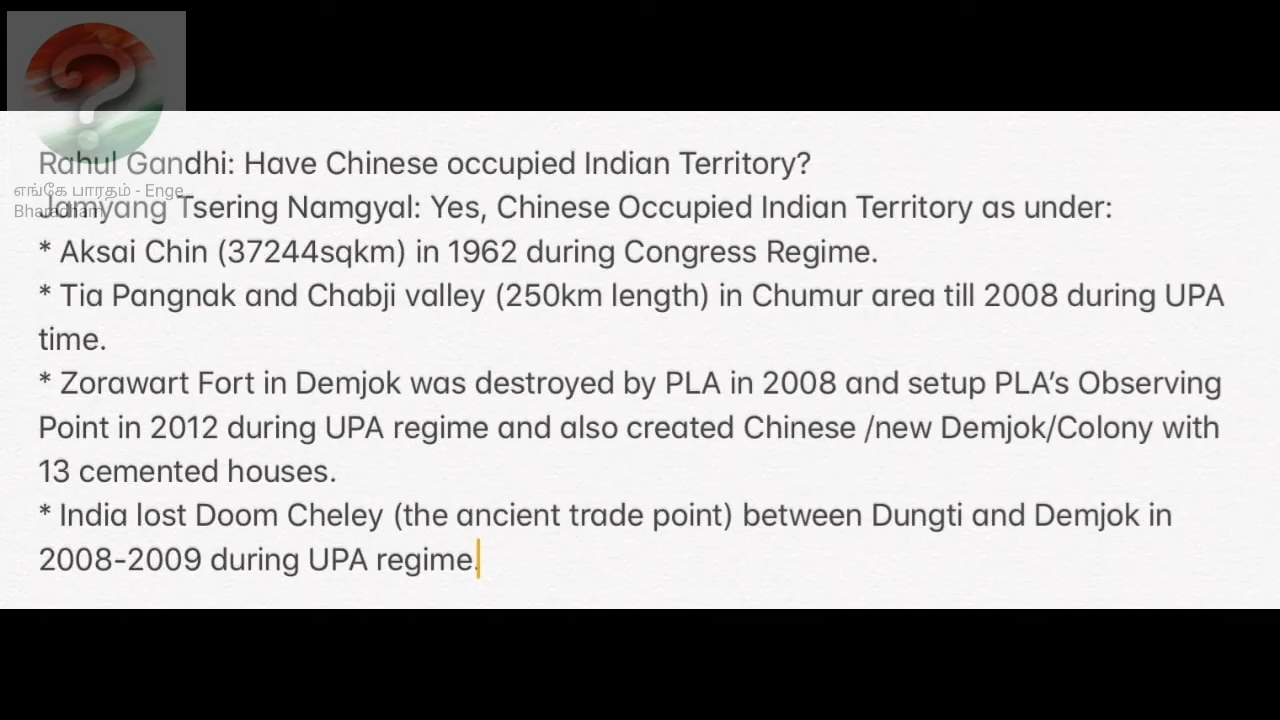 Rahul Gandhi: Have Chinese occupied Indian Territory?
எங்கே பாரதம் - Enge
Bharadham
Jamyang Tsering Namgyal: Yes, Chinese Occupied Indian Territory as under:
* Aksai Chin (37244sqkm) in 1962 during Congress Regime.
* Tia Pangnak and Chabji valley (250km length) in Chumur area till 2008 during UPA
time.
* Zorawart Fort in Demjok was destroyed by PLA in 2008 and setup PLA’s Observing
Point in 2012 during UPA regime and also created Chinese /new Demjok/Colony with
13 cemented houses.
* India lost Doom Cheley (the ancient trade point) between Dungti and Demjok in
2008-2009 during UPA regime.